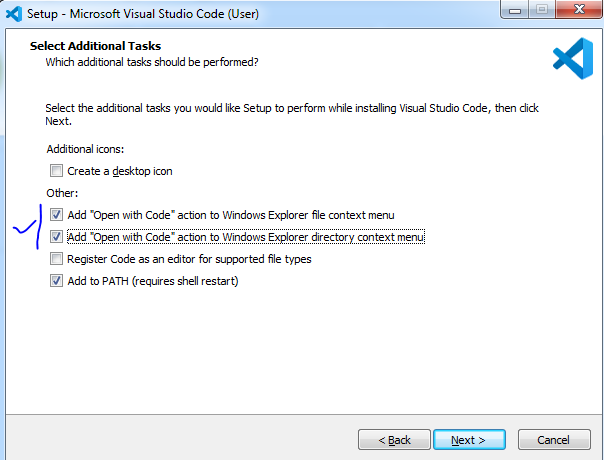 Setup - Microsoft Visual Studio Code (User)
Select Additional Tasks
Which additional tasks should be performed?
Select the additional tasks you would like Setup to perform while installing Visual Studio Code, then click
Next.
Additional icons:
Create a desktop icon
Other:
Add "Open with Code" action to Windows Explorer file context menu
Add "Open with Code" action to Windows Explorer directory context menu
Register Code as an editor for supported file types
Add to PATH (requires shell restart)
< Back Next > Cancel